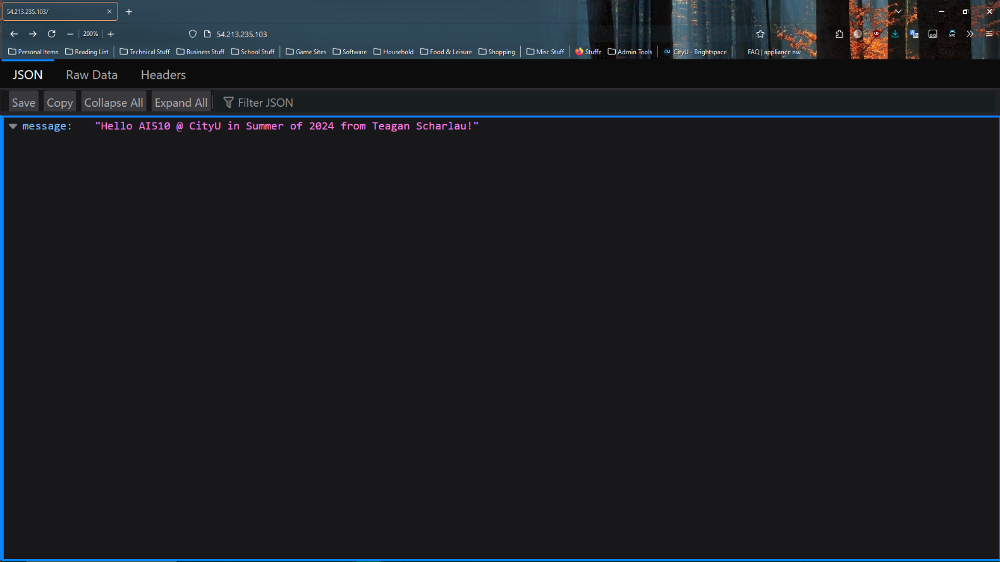 54.213.235.103/
200%
54.213.235.103
Personal Items Reading List Technical Stuff Business Stuff School Stuff Game Sites Software Household Food & Leisure Shopping Misc Stuff Stuffz Admin Tools CU CityU - Brightspace FAQ | appliance nw
JSON Raw Data Headers
Save Copy Collapse All Expand All Filter JSON
message: "Hello AI510 @ CityU in Summer of 2024 from Teagan Scharlau!"